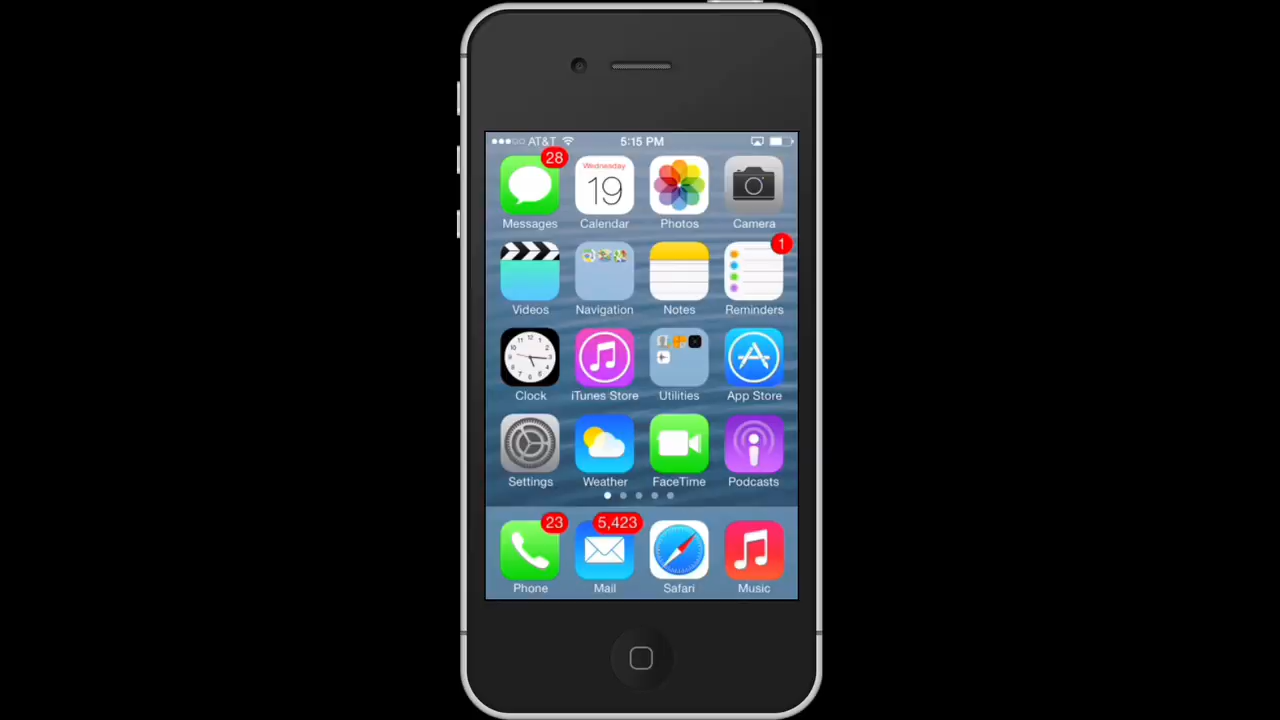 AT&T 5:15 PM
28
Wednesday
19
Messages Calendar Photos Camera
1
Videos Navigation Notes Reminders
Clock iTunes Store Utilities App Store
Settings Weather FaceTime Podcasts
23 5,423
Phone Mail Safari Music